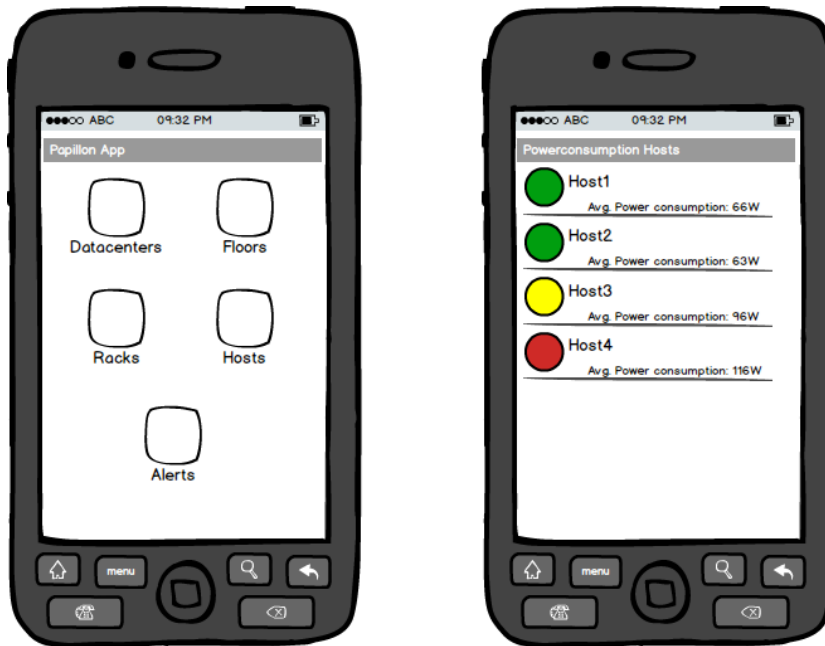 ABC 09:32 PM
Papillon App
Datacenters Floors
Racks Hosts
Alerts
menu
ABC 09:32 PM
Powerconsumption Hosts
Host1
Avg. Power consumption: 66W
Host2
Avg. Power consumption: 63W
Host3
Avg. Power consumption: 96W
Host4
Avg. Power consumption: 116W
menu